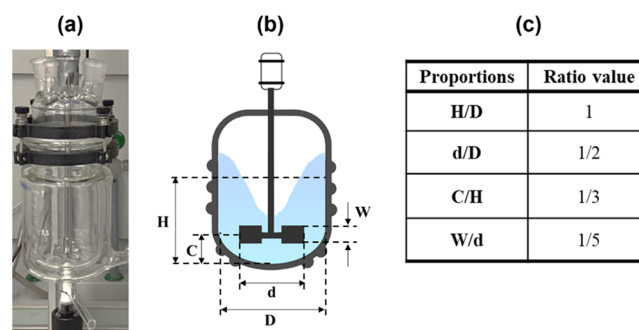 (a)
(b)
(c)
H
C
W
d
D
Proportions Ratio value
H/D 1
d/D 1/2
C/H 1/3
W/d 1/5